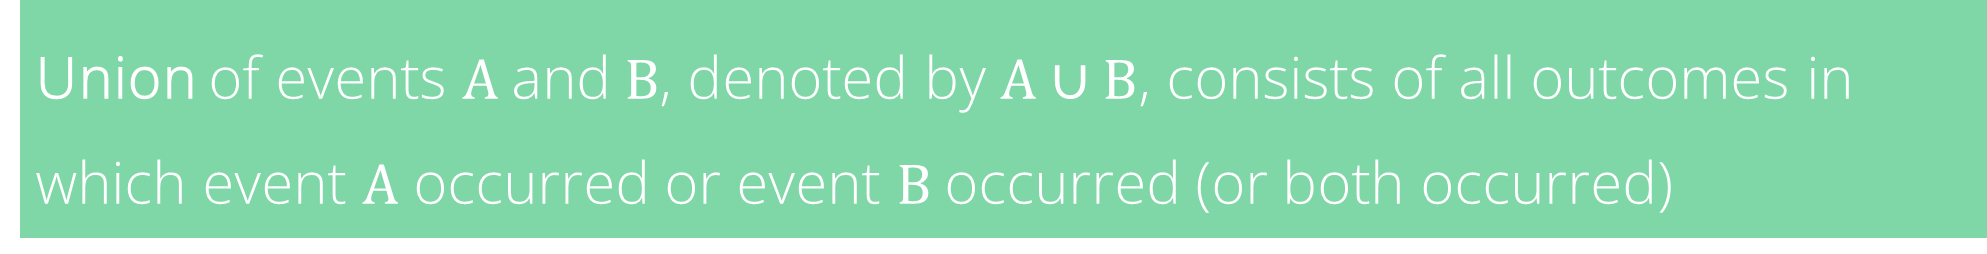 Union of events A and B, denoted by A ∪ B, consists of all outcomes in
which event A occurred or event B occurred (or both occurred)